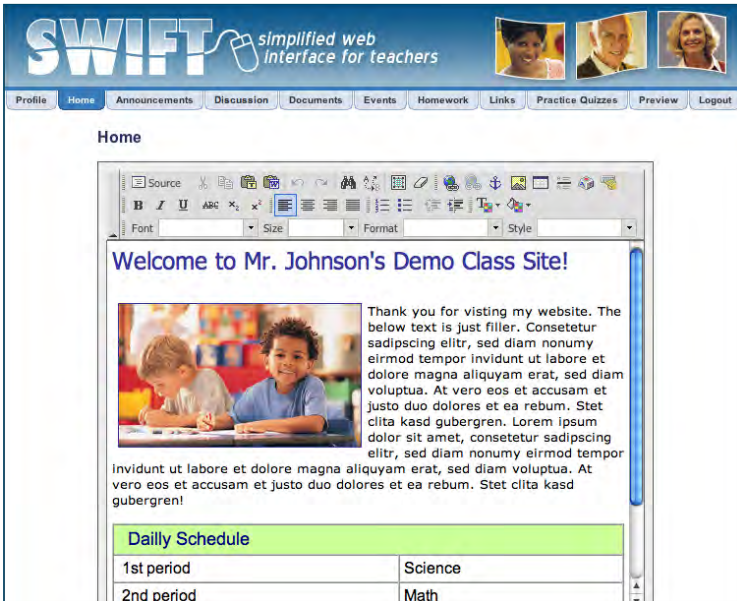 SWIFT simplified web
interface for teachers
Profile Home Announcements Discussion Documents Events Homework Links Practice Quizzes Preview Logout
Home
Source
B I U ABC x₂ x²
Font Size Format Style
Welcome to Mr. Johnson's Demo Class Site!
Thank you for visting my website. The
below text is just filler. Consetetur
sadipscing elitr, sed diam nonumy
eirmod tempor invidunt ut labore et
dolore magna aliquyam erat, sed diam
voluptua. At vero eos et accusam et
justo duo dolores et ea rebum. Stet
clita kasd gubergren. Lorem ipsum
dolor sit amet, consetetur sadipscing
elitr, sed diam nonumy eirmod tempor
invidunt ut labore et dolore magna aliquyam erat, sed diam voluptua. At
vero eos et accusam et justo duo dolores et ea rebum. Stet clita kasd
gubergren!
Dailly Schedule
1st period Science
2nd period Math